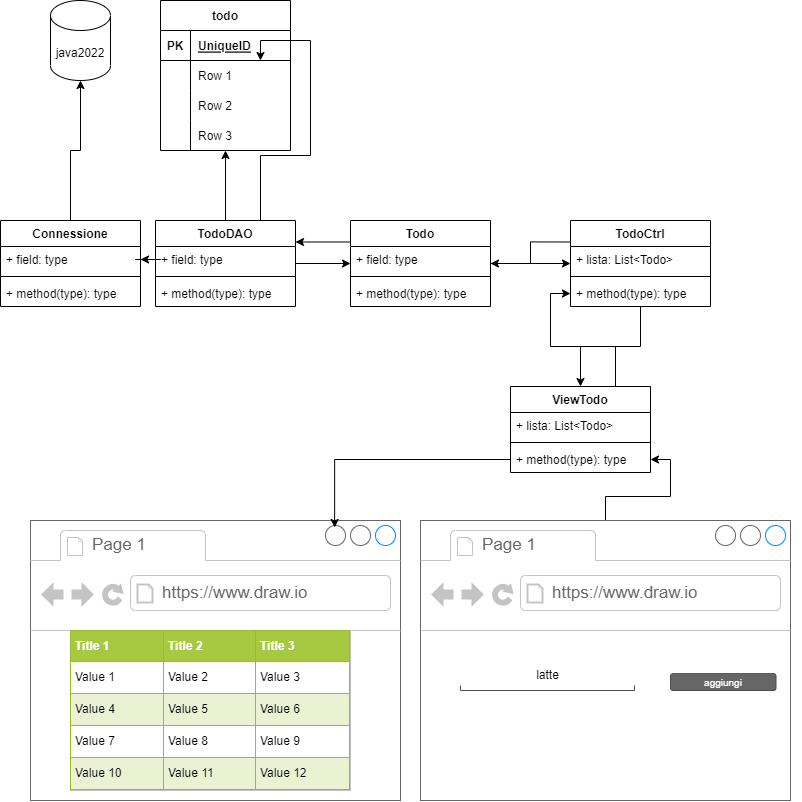 java2022
todo
PK UniqueID
Row 1
Row 2
Row 3
Connessione
+ field: type
+ method(type): type
TodoDAO
+ field: type
+ method(type): type
Todo
+ field: type
+ method(type): type
TodoCtrl
+ lista: List<Todo>
+ method(type): type
ViewTodo
+ lista: List<Todo>
+ method(type): type
Page 1
https://www.draw.io
Title 1 Title 2 Title 3
Value 1 Value 2 Value 3
Value 4 Value 5 Value 6
Value 7 Value 8 Value 9
Value 10 Value 11 Value 12
Page 1
https://www.draw.io
latte
aggiungi